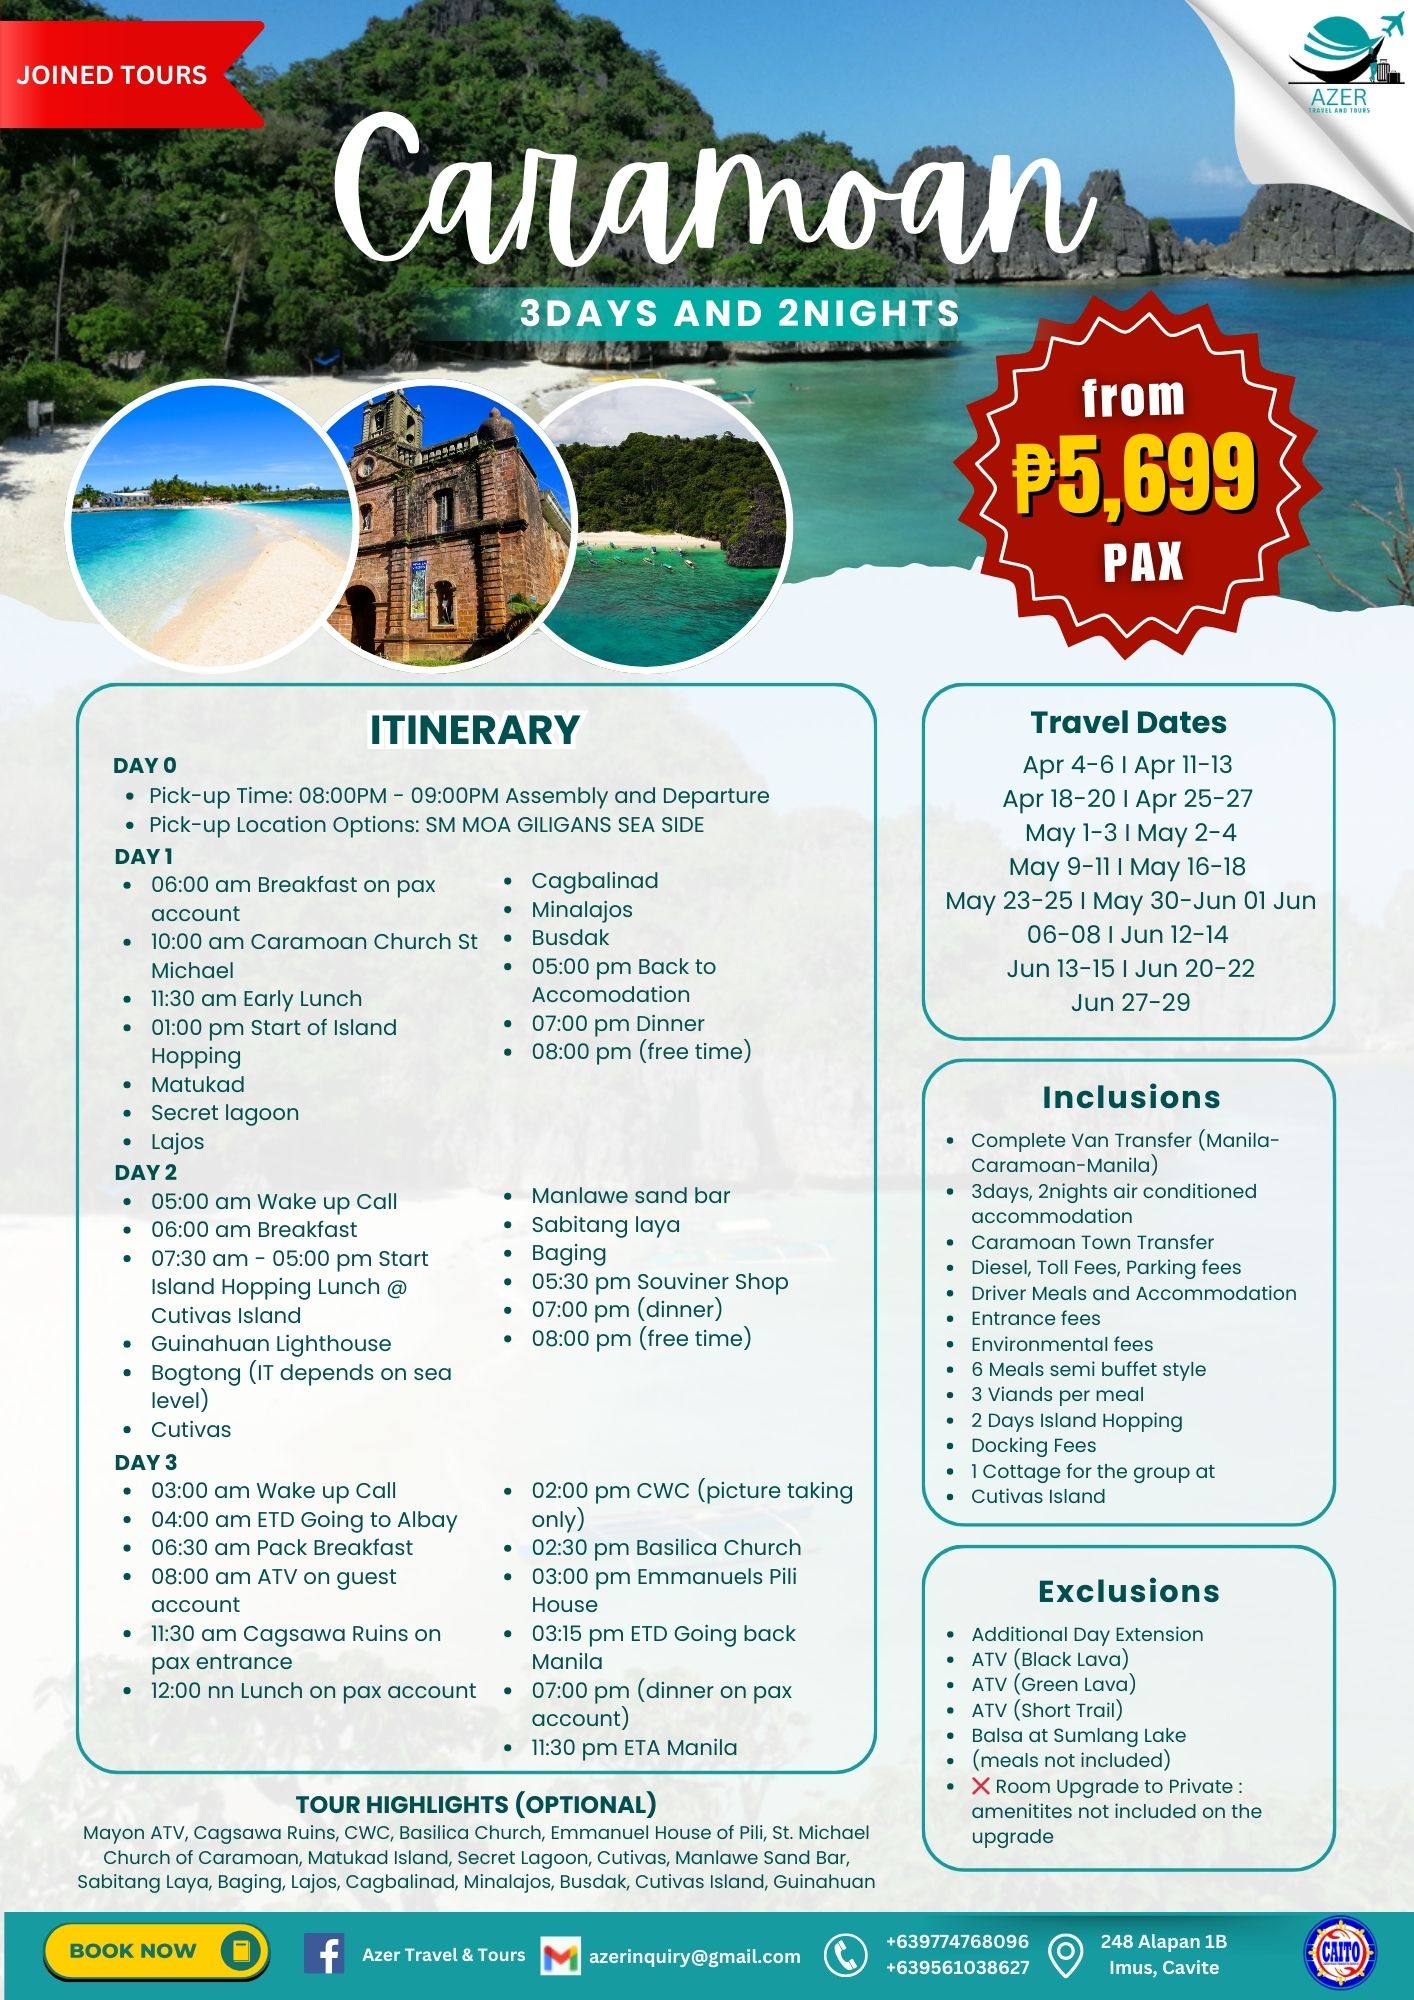 JOINED TOURS
AZER
TRAVEL AND TOURS
Caramoan
3DAYS AND 2NIGHTS
from
₱5,699
PAX
ITINERARY
DAY 0
• Pick-up Time: 08:00PM - 09:00PM Assembly and Departure
• Pick-up Location Options: SM MOA GILIGANS SEA SIDE
DAY 1
• 06:00 am Breakfast on pax
account
• 10:00 am Caramoan Church St
Michael
• 11:30 am Early Lunch
• 01:00 pm Start of Island
Hopping
• Matukad
• Secret lagoon
• Lajos
• Cagbalinad
• Minalajos
• Busdak
• 05:00 pm Back to
Accomodation
• 07:00 pm Dinner
• 08:00 pm (free time)
DAY 2
• 05:00 am Wake up Call
• 06:00 am Breakfast
• 07:30 am - 05:00 pm Start
Island Hopping Lunch @
Cutivas Island
• Guinahuan Lighthouse
• Bogtong (IT depends on sea
level)
• Cutivas
• Manlawe sand bar
• Sabitang laya
• Baging
• 05:30 pm Souviner Shop
• 07:00 pm (dinner)
• 08:00 pm (free time)
DAY 3
• 03:00 am Wake up Call
• 04:00 am ETD Going to Albay
• 06:30 am Pack Breakfast
• 08:00 am ATV on guest
account
• 11:30 am Cagsawa Ruins on
pax entrance
• 12:00 nn Lunch on pax account
• 02:00 pm CWC (picture taking
only)
• 02:30 pm Basilica Church
• 03:00 pm Emmanuels Pili
House
• 03:15 pm ETD Going back
Manila
• 07:00 pm (dinner on pax
account)
• 11:30 pm ETA Manila
TOUR HIGHLIGHTS (OPTIONAL)
Mayon ATV, Cagsawa Ruins, CWC, Basilica Church, Emmanuel House of Pili, St. Michael
Church of Caramoan, Matukad Island, Secret Lagoon, Cutivas, Manlawe Sand Bar,
Sabitang Laya, Baging, Lajos, Cagbalinad, Minalajos, Busdak, Cutivas Island, Guinahuan
Travel Dates
Apr 4-6 I Apr 11-13
Apr 18-20 I Apr 25-27
May 1-3 I May 2-4
May 9-11 I May 16-18
May 23-25 I May 30-Jun 01 Jun
06-08 I Jun 12-14
Jun 13-15 I Jun 20-22
Jun 27-29
Inclusions
• Complete Van Transfer (Manila-
Caramoan-Manila)
• 3days, 2nights air conditioned
accommodation
• Caramoan Town Transfer
• Diesel, Toll Fees, Parking fees
• Driver Meals and Accommodation
• Entrance fees
• Environmental fees
• 6 Meals semi buffet style
• 3 Viands per meal
• 2 Days Island Hopping
• Docking Fees
• 1 Cottage for the group at
• Cutivas Island
Exclusions
• Additional Day Extension
• ATV (Black Lava)
• ATV (Green Lava)
• ATV (Short Trail)
• Balsa at Sumlang Lake
• (meals not included)
• ❌ Room Upgrade to Private :
amenitites not included on the
upgrade
BOOK NOW
Azer Travel & Tours
azerinquiry@gmail.com
+639774768096
+639561038627
248 Alapan 1B
Imus, Cavite
CAITO